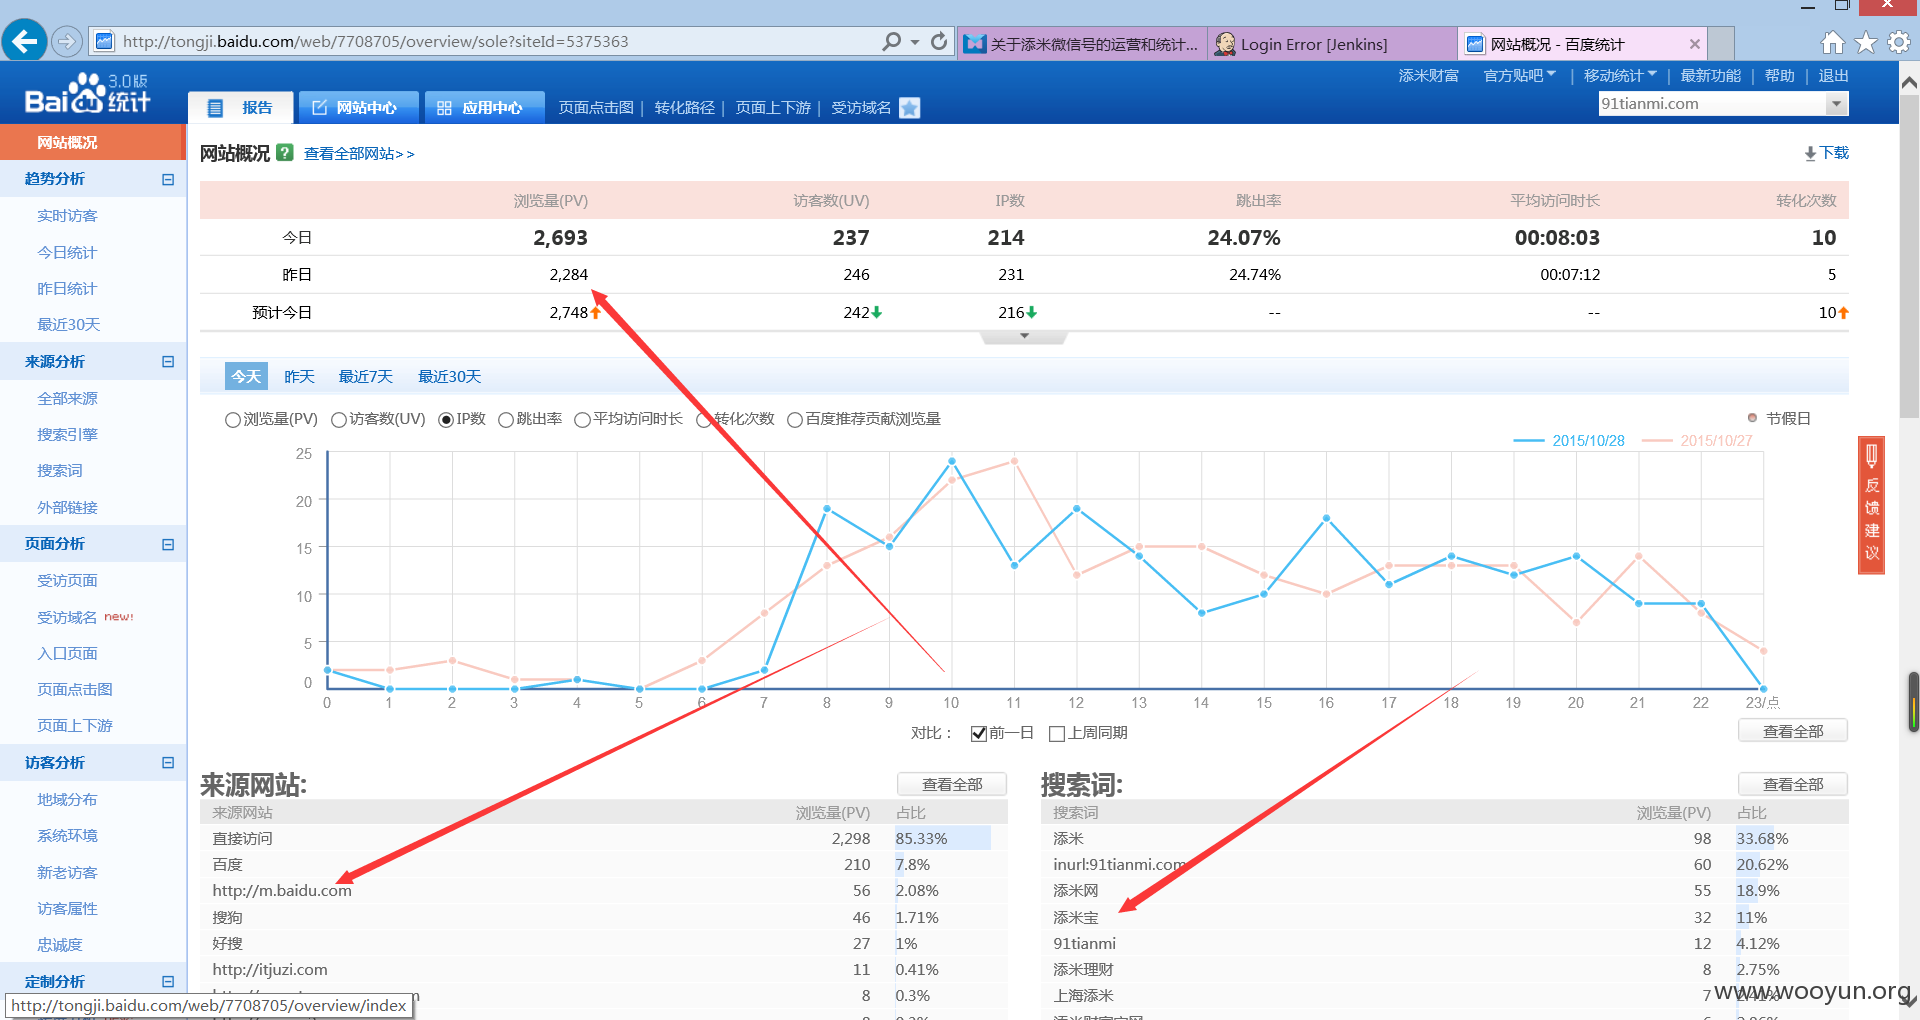 http://tongji.baidu.com/web/7708705/overview/sole?siteId=5375363
关于添米微信号的运营和统计...
Login Error [Jenkins]
网站概况 - 百度统计
添米财富 官方贴吧 | 移动统计 | 最新功能 | 帮助 | 退出
Bai du 统计 3.0版
报告 网站中心 应用中心 页面点击图 | 转化路径 | 页面上下游 | 受访域名
91tianmi.com
网站概况
趋势分析
实时访客
今日统计
昨日统计
最近30天
来源分析
全部来源
搜索引擎
搜索词
外部链接
页面分析
受访页面
受访域名 new!
入口页面
页面点击图
页面上下游
访客分析
地域分布
系统环境
新老访客
访客属性
忠诚度
定制分析
http://tongji.baidu.com/web/7708705/overview/index
网站概况 ? 查看全部网站>>
下载
浏览量(PV) 访客数(UV) IP数 跳出率 平均访问时长 转化次数
今日 2,693 237 214 24.07% 00:08:03 10
昨日 2,284 246 231 24.74% 00:07:12 5
预计今日 2,748 242 216 -- -- 10
今天 昨天 最近7天 最近30天
浏览量(PV) 访客数(UV) IP数 跳出率 平均访问时长 转化次数 百度推荐贡献浏览量
节假日
2015/10/28 2015/10/27
25
20
15
10
5
0
0 1 2 3 4 5 6 7 8 9 10 11 12 13 14 15 16 17 18 19 20 21 22 23/点
对比： 前一日 上周同期
查看全部
反馈建议
来源网站: 查看全部
来源网站 浏览量(PV) 占比
直接访问 2,298 85.33%
百度 210 7.8%
http://m.baidu.com 56 2.08%
搜狗 46 1.71%
好搜 27 1%
http://itjuzi.com 11 0.41%
8 0.3%
搜索词: 查看全部
搜索词 浏览量(PV) 占比
添米 98 33.68%
inurl:91tianmi.com 60 20.62%
添米网 55 18.9%
添米宝 32 11%
91tianmi 12 4.12%
添米理财 8 2.75%
上海添米 7 2.41%
www.wooyun.org